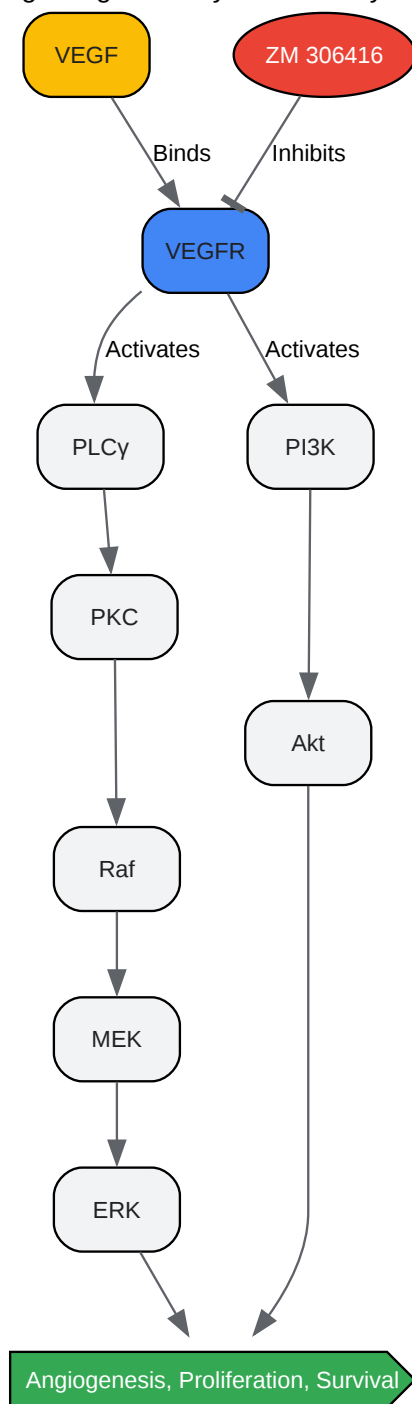 VEGF
ZM 306416
Binds
Inhibits
VEGFR
Activates
Activates
PLCγ
PI3K
PKC
Akt
Raf
MEK
ERK
Angiogenesis, Proliferation, Survival